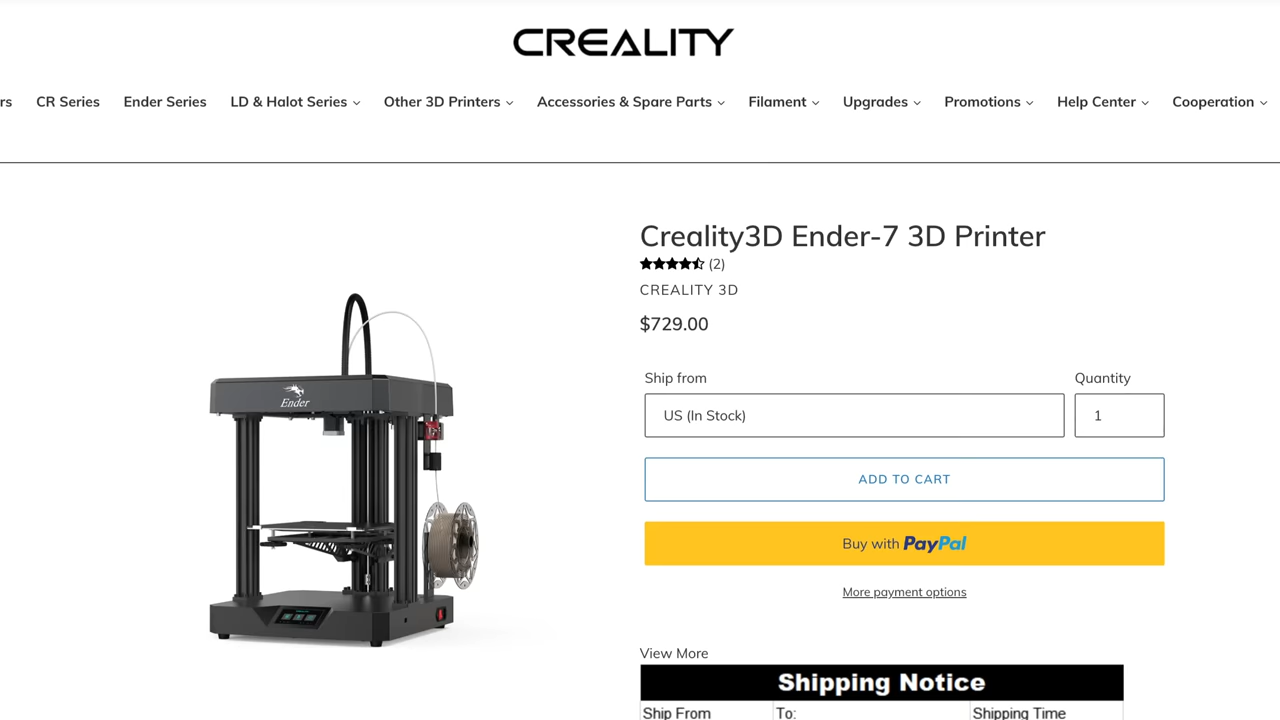 CREALITY
rs CR Series Ender Series LD & Halot Series Other 3D Printers Accessories & Spare Parts Filament Upgrades Promotions Help Center Cooperation
Creality3D Ender-7 3D Printer
(2)
CREALITY 3D
$729.00
Ship from Quantity
US (In Stock) 1
ADD TO CART
Buy with PayPal
More payment options
View More
Shipping Notice
Ship From To: Shipping Time
Ender